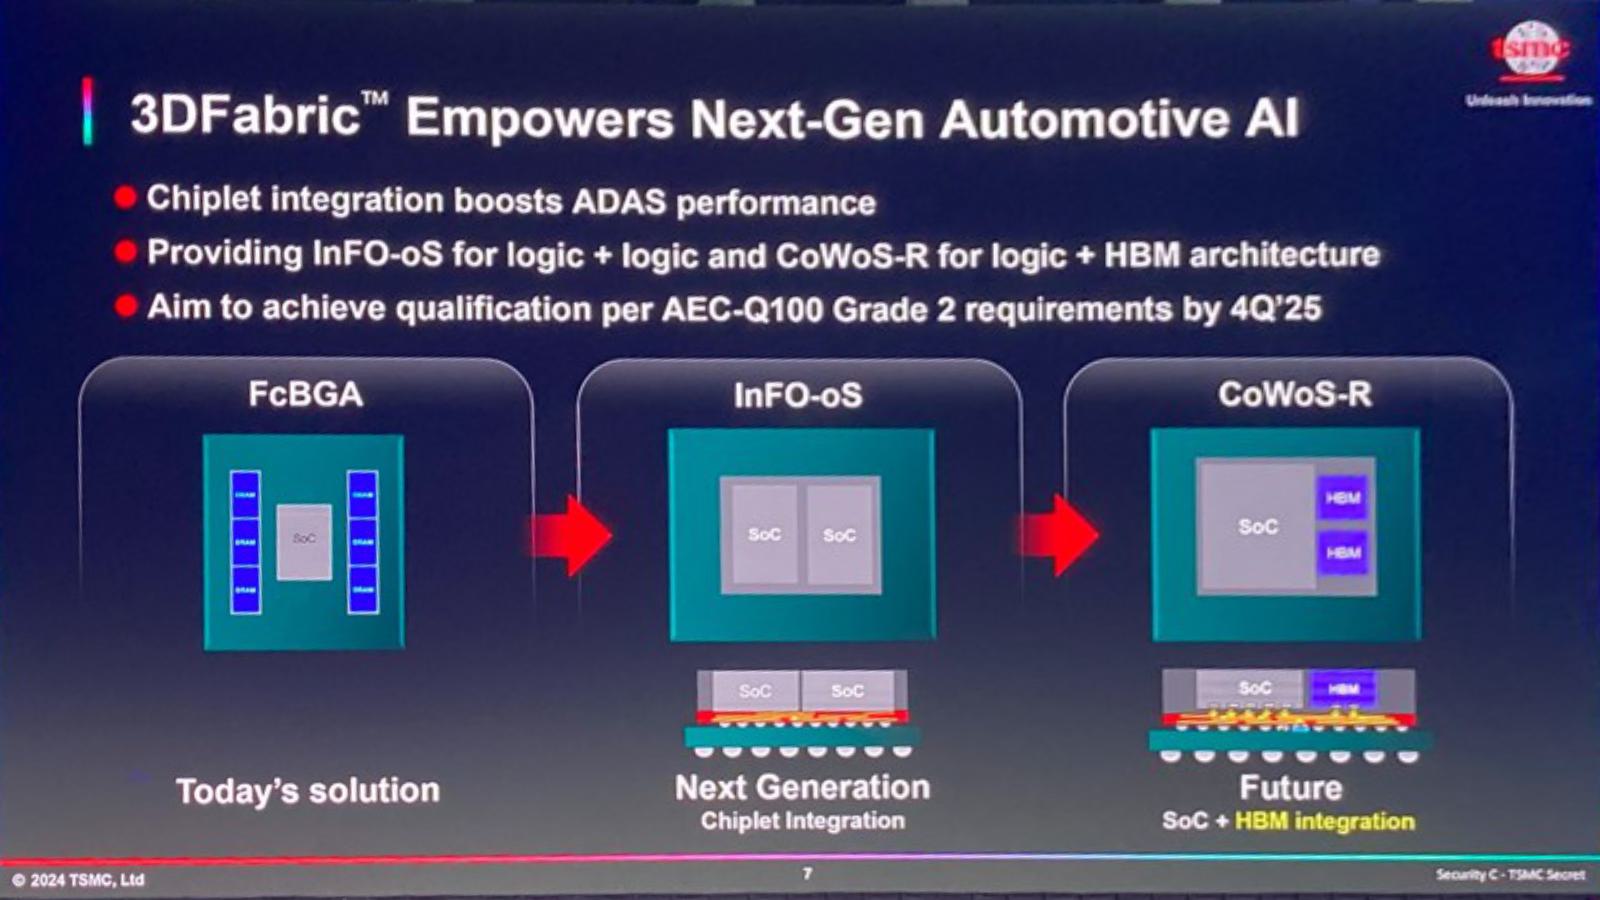 tsmc
Unleash Innovation
3DFabric™ Empowers Next-Gen Automotive AI
Chiplet integration boosts ADAS performance
Providing InFO-oS for logic + logic and CoWoS-R for logic + HBM architecture
Aim to achieve qualification per AEC-Q100 Grade 2 requirements by 4Q’25
FcBGA
DRAM
DRAM
DRAM
SoC
DRAM
DRAM
DRAM
Today’s solution
InFO-oS
SoC SoC
SoC SoC
Next Generation
Chiplet Integration
CoWoS-R
SoC
HBM
HBM
SoC HBM
Future
SoC + HBM integration
© 2024 TSMC, Ltd
7
Security C - TSMC Secret